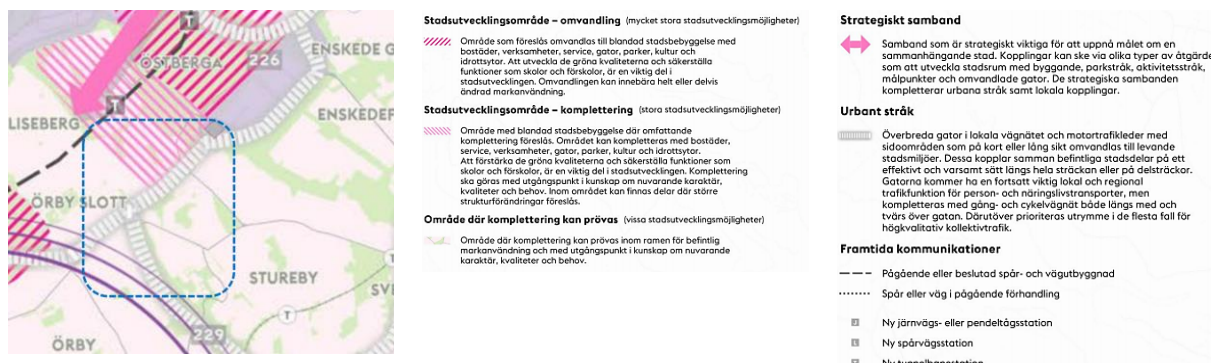 T
ÖSTBERGA
226
ENSKEDE G
T
LISEBERG
ENSKEDEF
ÖRBY SLOTT
STUREBY
SV
T
229
ÖRBY
Stadsutvecklingsområde – omvandling (mycket stora stadsutvecklingsmöjligheter)
Område som föreslås omvandlas till blandad stadsbebyggelse med
bostäder, verksamheter, service, gator, parker, kultur och
idrottsytor. Att utveckla de gröna kvaliteterna och säkerställa
funktioner som skolor och förskolor, är en viktig del i
stadsutvecklingen. Omvandlingen kan innebära helt eller delvis
ändrad markanvändning.
Stadsutvecklingsområde – komplettering (stora stadsutvecklingsmöjligheter)
Område med blandad stadsbebyggelse där omfattande
komplettering föreslås. Området kan kompletteras med bostäder,
service, verksamheter, gator, parker, kultur och idrottsytor.
Att förstärka de gröna kvaliteterna och säkerställa funktioner som
skolor och förskolor, är en viktig del i stadsutvecklingen. Komplettering
ska göras med utgångspunkt i kunskap om nuvarande karaktär,
kvaliteter och behov. Inom området kan finnas delar där större
strukturförändringar föreslås.
Område där komplettering kan prövas (vissa stadsutvecklingsmöjligheter)
Område där komplettering kan prövas inom ramen för befintlig
markanvändning och med utgångspunkt i kunskap om nuvarande
karaktär, kvaliteter och behov.
Strategiskt samband
Samband som är strategiskt viktiga för att uppnå målet om en
sammanhängande stad. Kopplingar kan ske via olika typer av åtgärde
som att utveckla stadsrum med byggande, parkstråk, aktivitetsstråk,
målpunkter och omvandlade gator. De strategiska sambanden
kompletterar urbana stråk samt lokala kopplingar.
Urbant stråk
Överbreda gator i lokala vägnätet och motortrafikleder med
sidoområden som på kort eller lång sikt omvandlas till levande
stadsmiljöer. Dessa kopplar samman befintliga stadsdelar på ett
effektivt och varsamt sätt längs hela sträckan eller på delsträckor.
Gatorna kommer ha en fortsatt viktig lokal och regional
trafikfunktion för person- och näringslivstransporter, men
kompletteras med gång- och cykelvägnät både längs med och
tvärs över gatan. Därutöver prioriteras utrymme i de flesta fall för
högkvalitativ kollektivtrafik.
Framtida kommunikationer
Pågående eller beslutad spår- och vägutbyggnad
Spår eller väg i pågående förhandling
Ny järnvägs- eller pendeltågsstation
Ny spårvägsstation
Ny tunnelbanestation